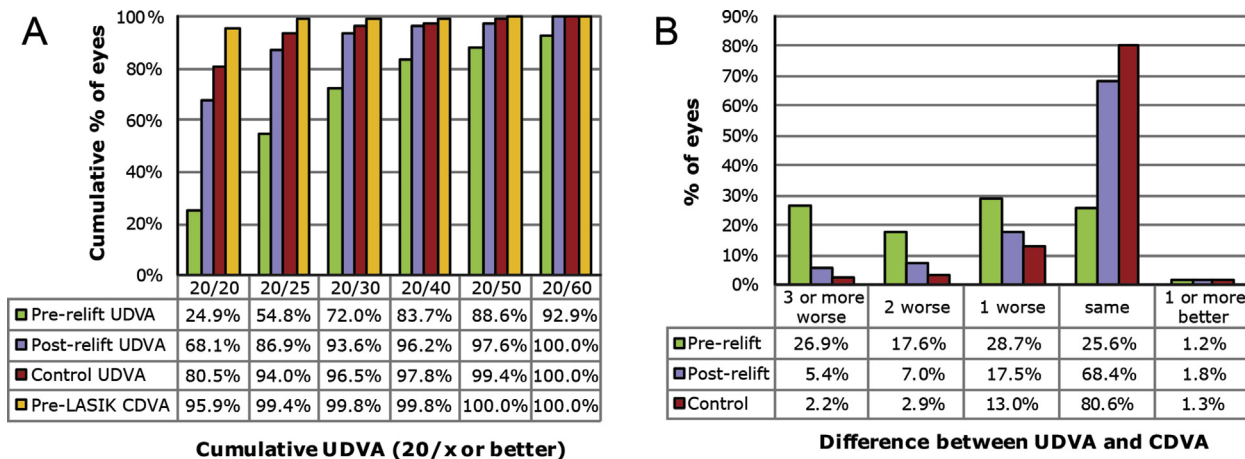 A
Cumulative % of eyes
100 %
80%
60%
40%
20%
0%
20/20 20/25 20/30 20/40 20/50 20/60
Pre-relift UDVA 24.9% 54.8% 72.0% 83.7% 88.6% 92.9%
Post-relift UDVA 68.1% 86.9% 93.6% 96.2% 97.6% 100.0%
Control UDVA 80.5% 94.0% 96.5% 97.8% 99.4% 100.0%
Pre-LASIK CDVA 95.9% 99.4% 99.8% 99.8% 100.0% 100.0%
Cumulative UDVA (20/x or better)
B
% of eyes
90%
80%
70%
60%
50%
40%
30%
20%
10%
0%
3 or more worse 2 worse 1 worse same 1 or more better
Pre-relift 26.9% 17.6% 28.7% 25.6% 1.2%
Post-relift 5.4% 7.0% 17.5% 68.4% 1.8%
Control 2.2% 2.9% 13.0% 80.6% 1.3%
Difference between UDVA and CDVA